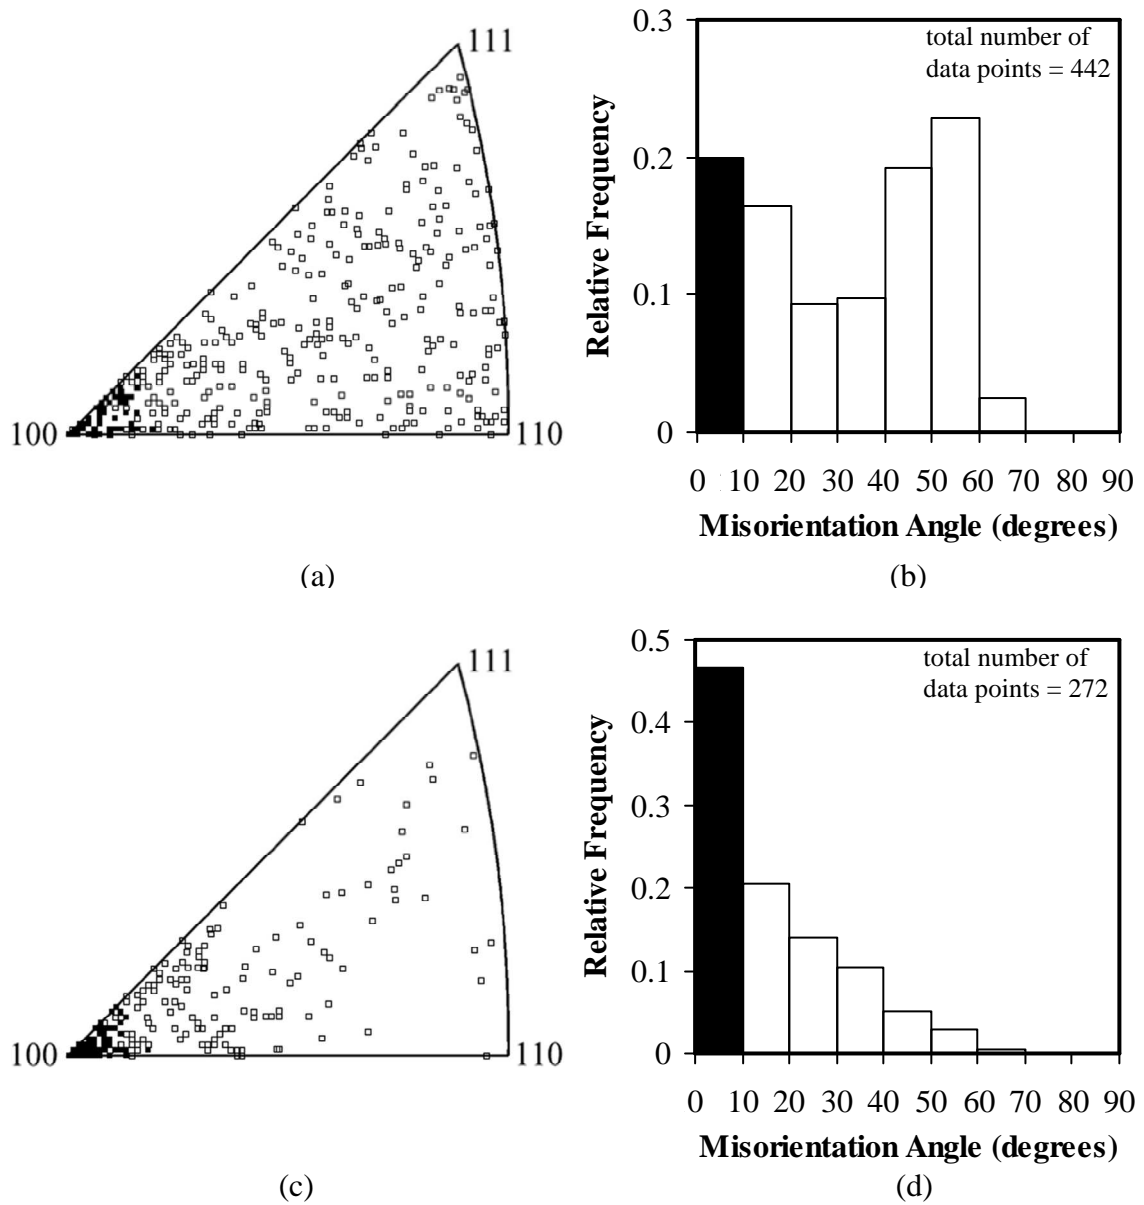 111
100
110
(a)
total number of
data points = 442
Relative Frequency
0.3
0.2
0.1
0
0 10 20 30 40 50 60 70 80 90
Misorientation Angle (degrees)
(b)
111
100
110
(c)
total number of
data points = 272
Relative Frequency
0.5
0.4
0.3
0.2
0.1
0
0 10 20 30 40 50 60 70 80 90
Misorientation Angle (degrees)
(d)